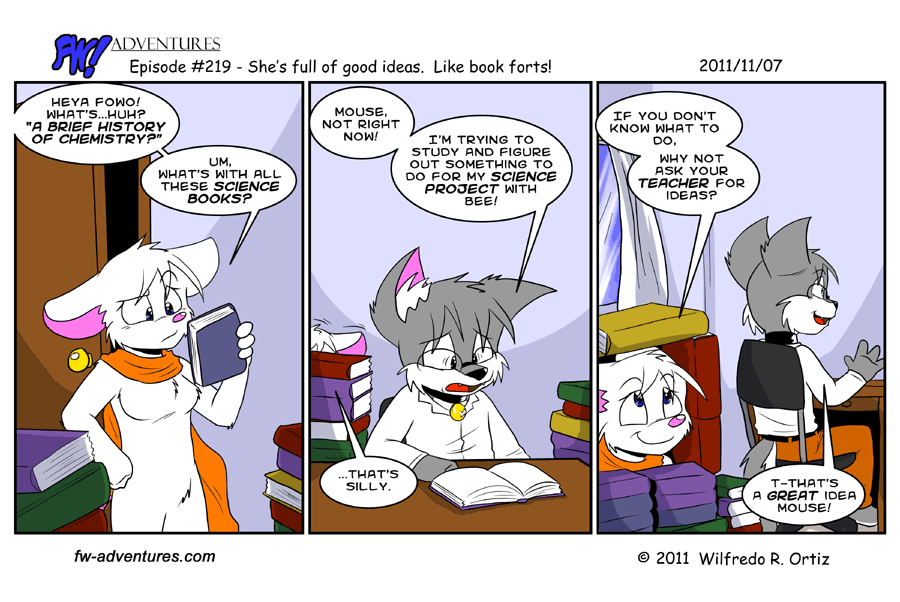 FW! ADVENTURES
Episode #219 - She's full of good ideas.  Like book forts!
2011/11/07
HEYA FOWO!
WHAT'S...HUH?
"A BRIEF HISTORY
OF CHEMISTRY?"
UM,
WHAT'S WITH ALL
THESE SCIENCE
BOOKS?
MOUSE,
NOT RIGHT
NOW!
I'M TRYING TO
STUDY AND FIGURE
OUT SOMETHING TO
DO FOR MY SCIENCE
PROJECT WITH
BEE!
...THAT'S
SILLY.
IF YOU DON'T
KNOW WHAT TO
DO,
WHY NOT
ASK YOUR
TEACHER FOR
IDEAS?
T-THAT'S
A GREAT IDEA
MOUSE!
fw-adventures.com
© 2011  Wilfredo R. Ortiz